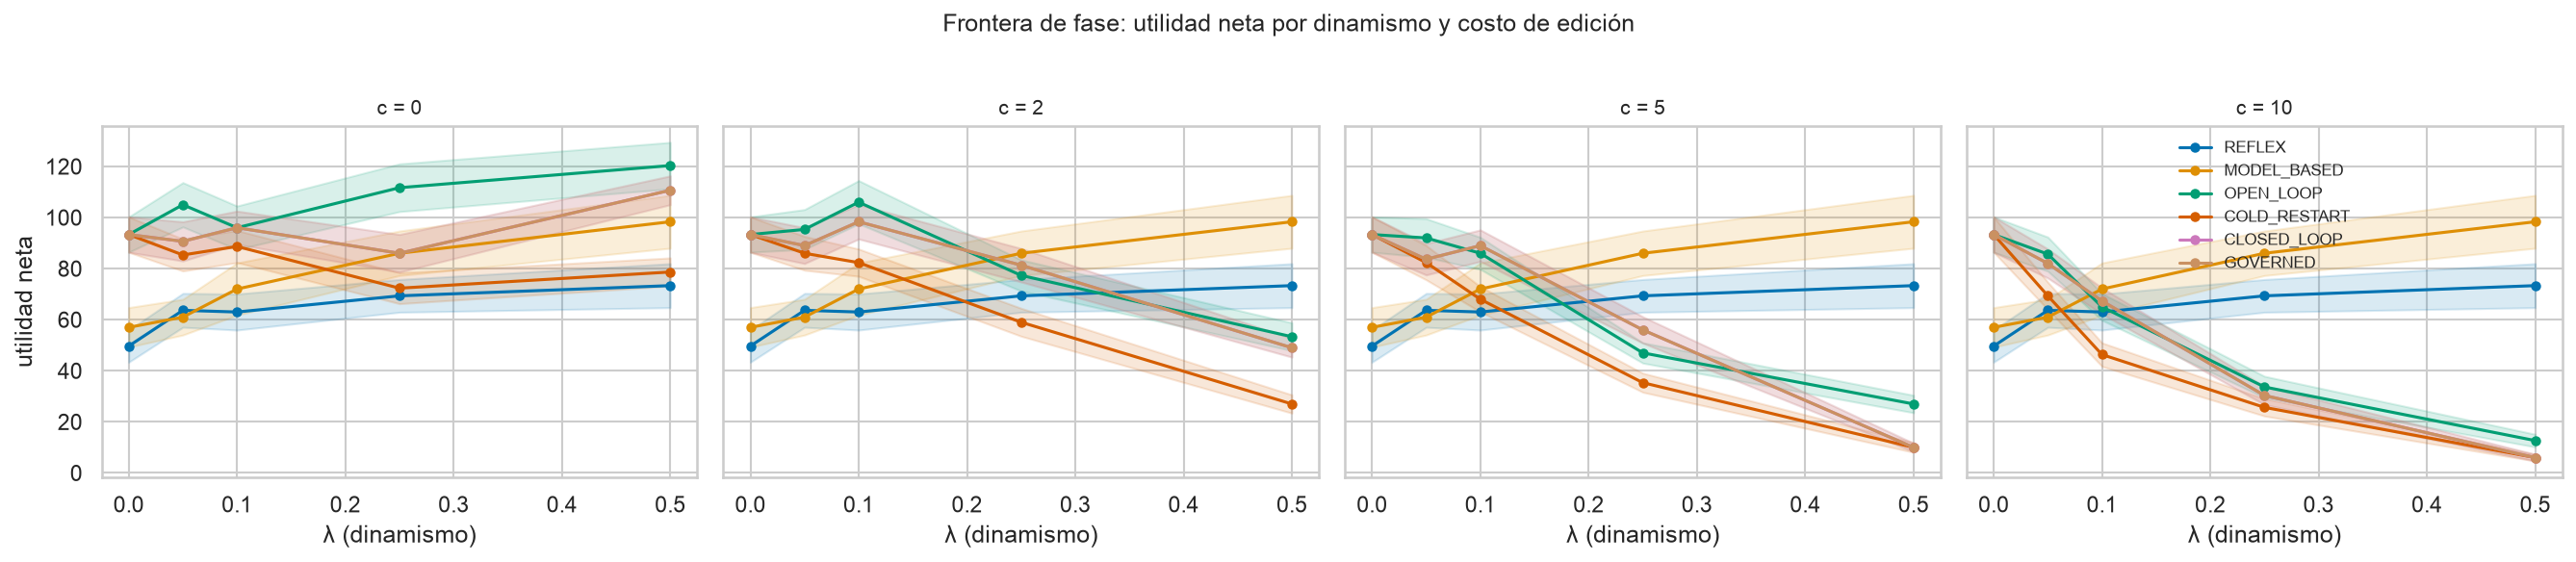 Frontera de fase: utilidad neta por dinamismo y costo de edición
c = 0
c = 2
c = 5
c = 10
utilidad neta
120
100
80
60
40
20
0
REFLEX
MODEL_BASED
OPEN_LOOP
COLD_RESTART
CLOSED_LOOP
GOVERNED
0.0 0.1 0.2 0.3 0.4 0.5
0.0 0.1 0.2 0.3 0.4 0.5
0.0 0.1 0.2 0.3 0.4 0.5
0.0 0.1 0.2 0.3 0.4 0.5
λ (dinamismo)
λ (dinamismo)
λ (dinamismo)
λ (dinamismo)